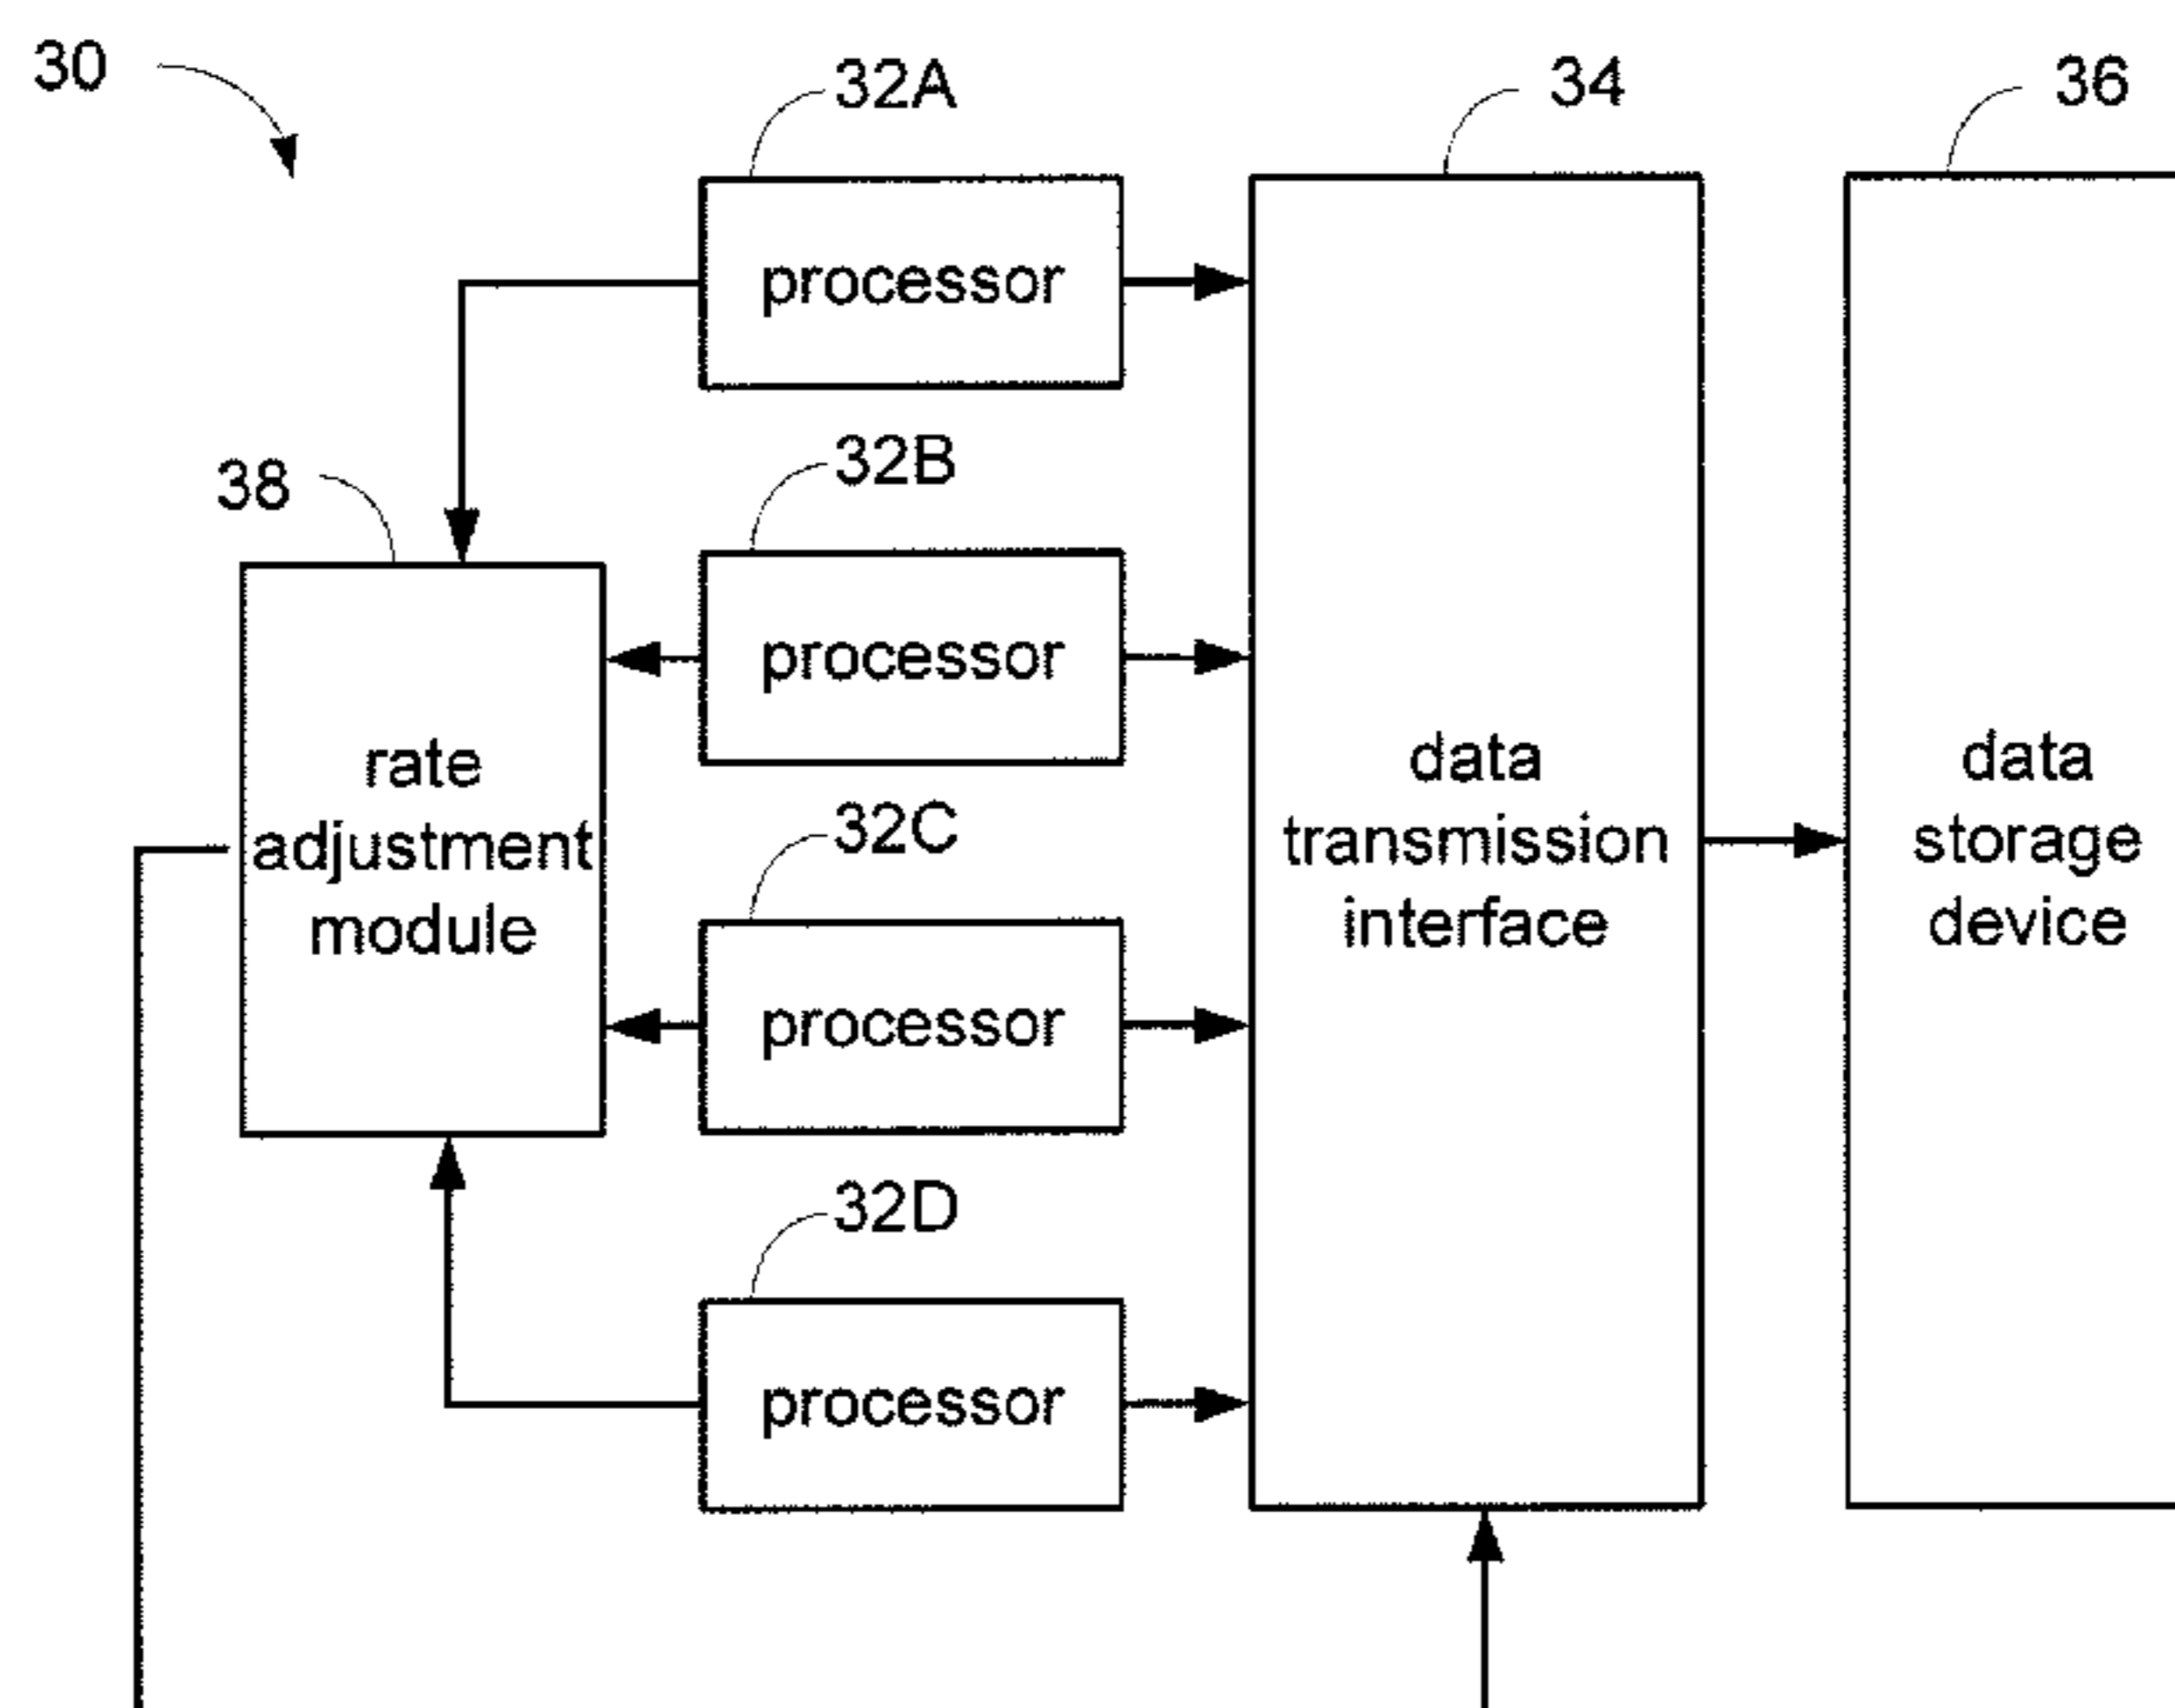 30
32A
34
36
processor
32B
38
processor
rate
adjustment
module
data
transmission
interface
data
storage
device
32C
processor
32D
processor